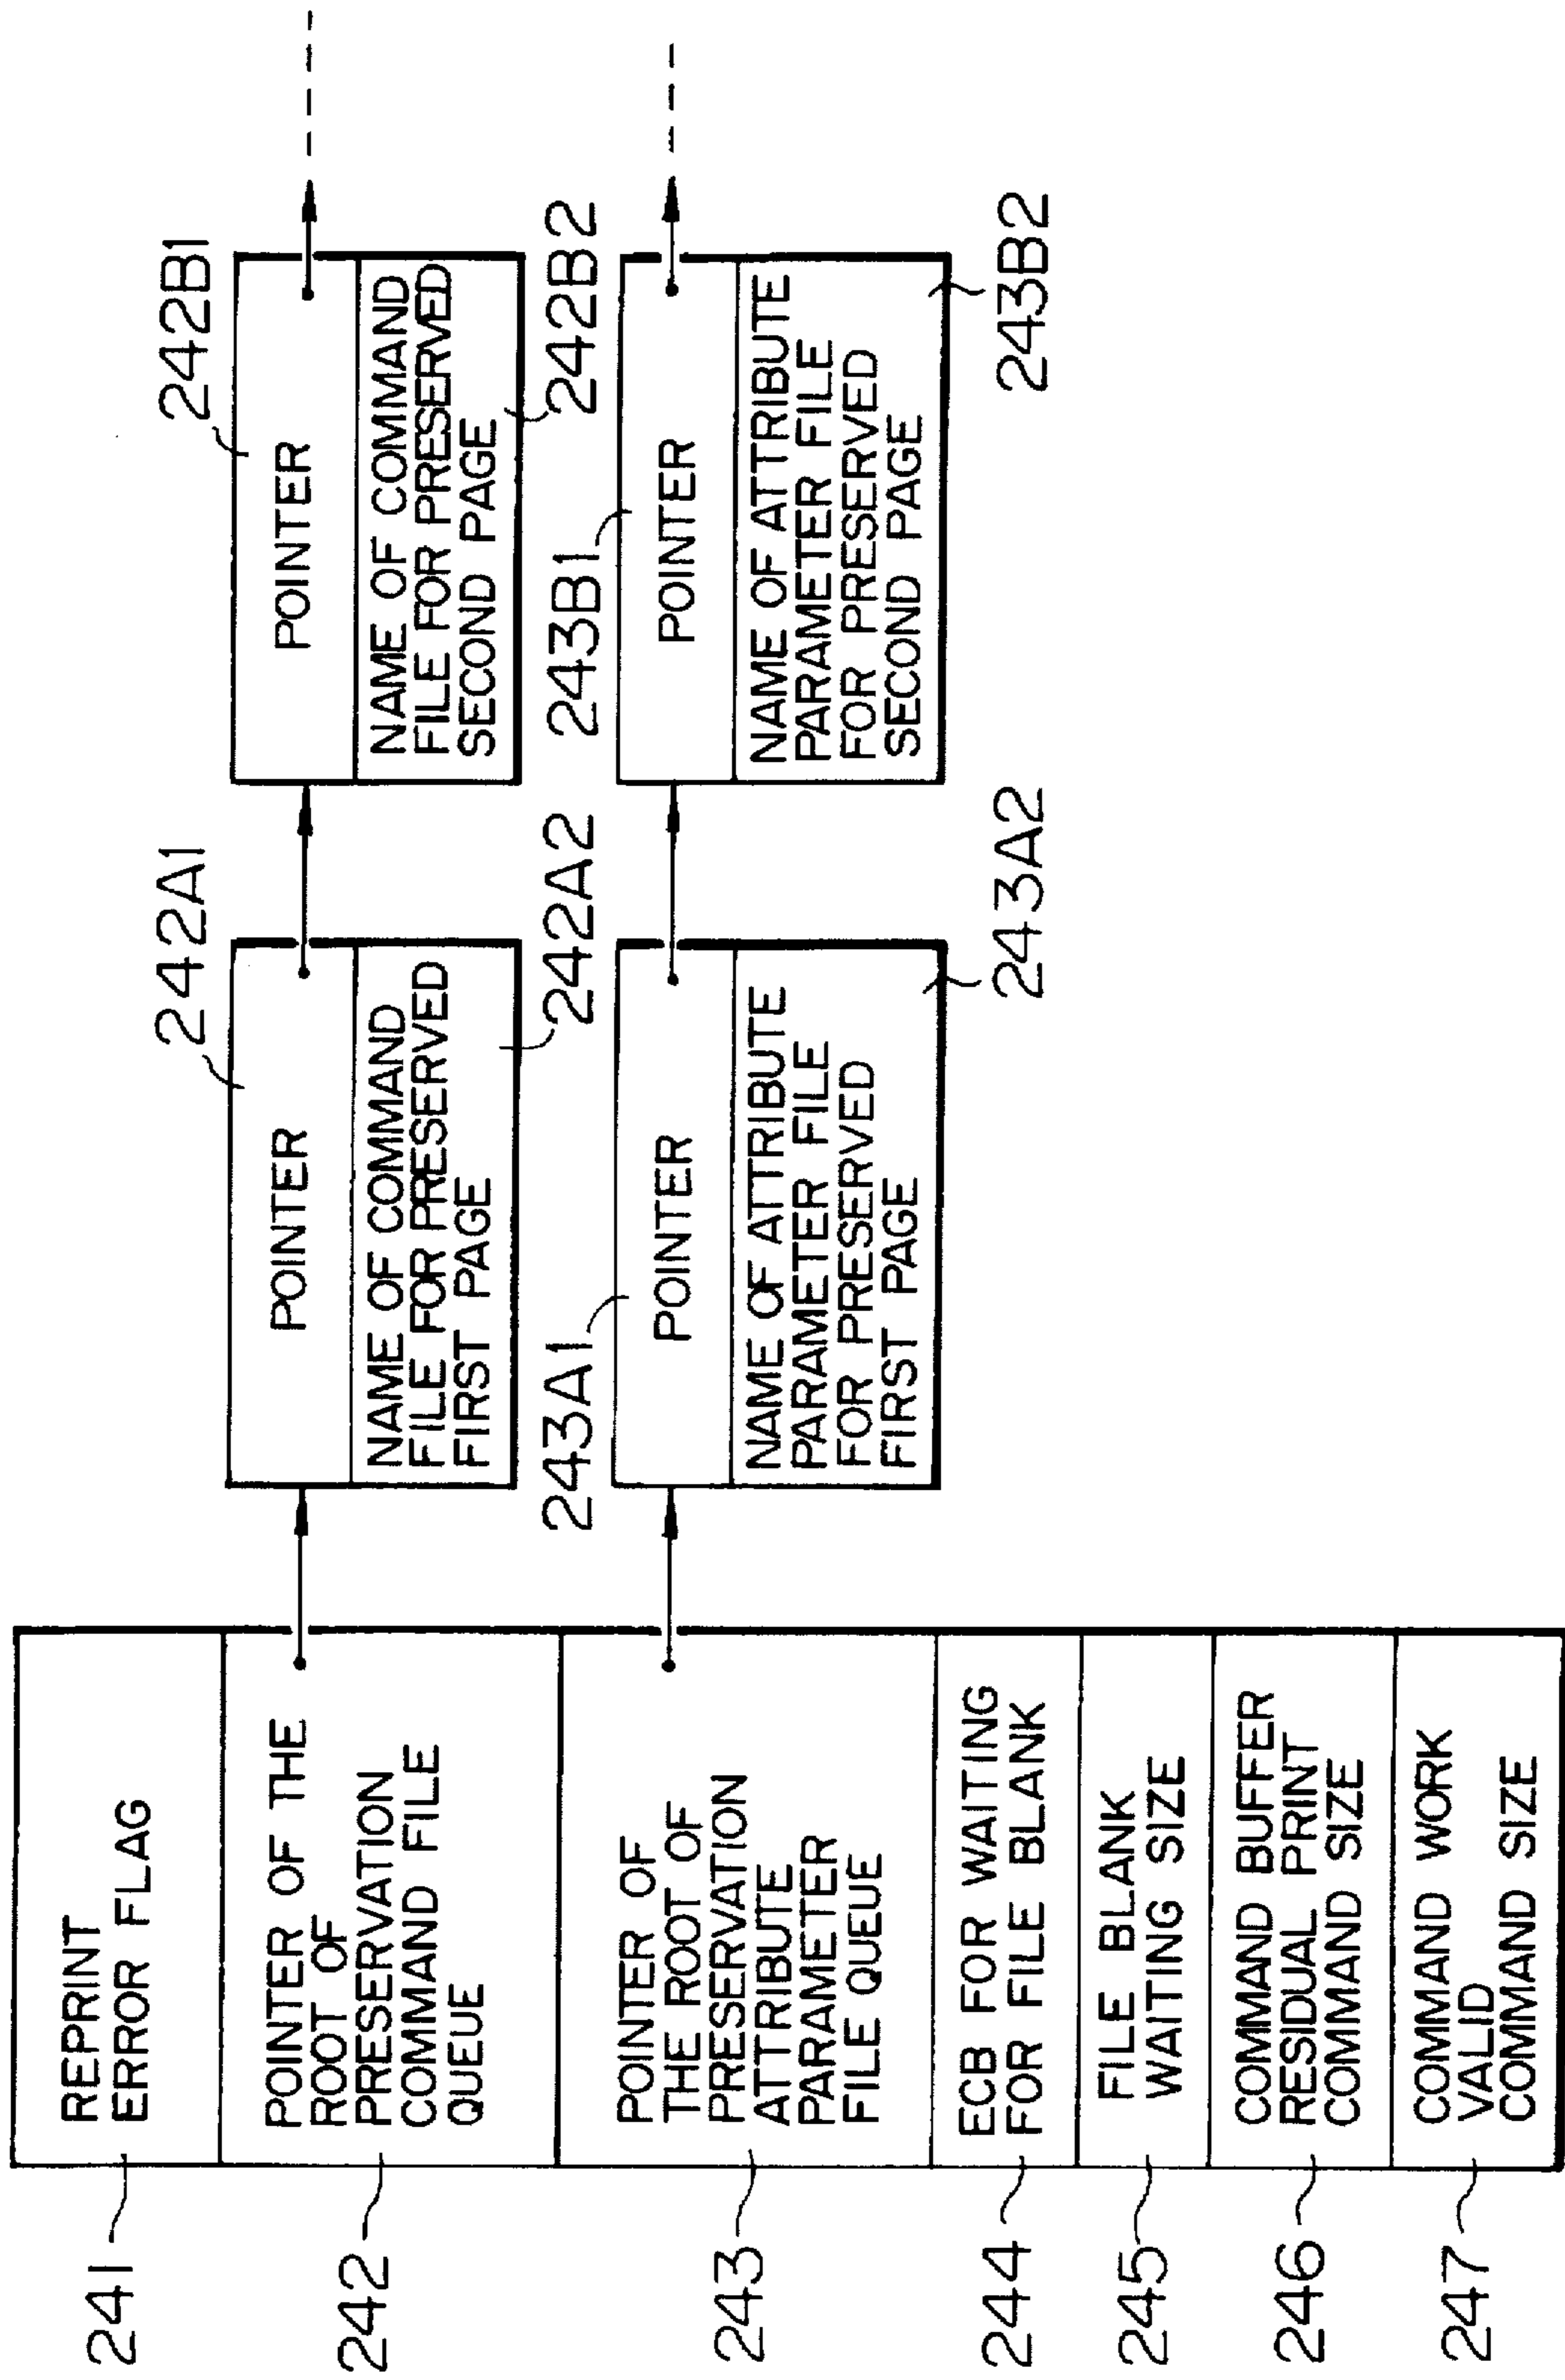 241
REPRINT
ERROR FLAG
242
POINTER OF THE
ROOT OF
PRESERVATION
COMMAND FILE
QUEUE
243
POINTER OF
THE ROOT OF
PRESERVATION
ATTRIBUTE
PARAMETER
FILE QUEUE
244
ECB FOR WAITING
FOR FILE BLANK
245
FILE BLANK
WAITING SIZE
246
COMMAND BUFFER
RESIDUAL PRINT
COMMAND SIZE
247
COMMAND WORK
VALID
COMMAND SIZE
242A1
POINTER
NAME OF COMMAND
FILE FOR PRESERVED
FIRST PAGE
242A2
243A1
POINTER
NAME OF ATTRIBUTE
PARAMETER FILE
FOR PRESERVED
FIRST PAGE
243A2
242B1
POINTER
NAME OF COMMAND
FILE FOR PRESERVED
SECOND PAGE
242B2
243B1
POINTER
NAME OF ATTRIBUTE
PARAMETER FILE
FOR PRESERVED
SECOND PAGE
243B2